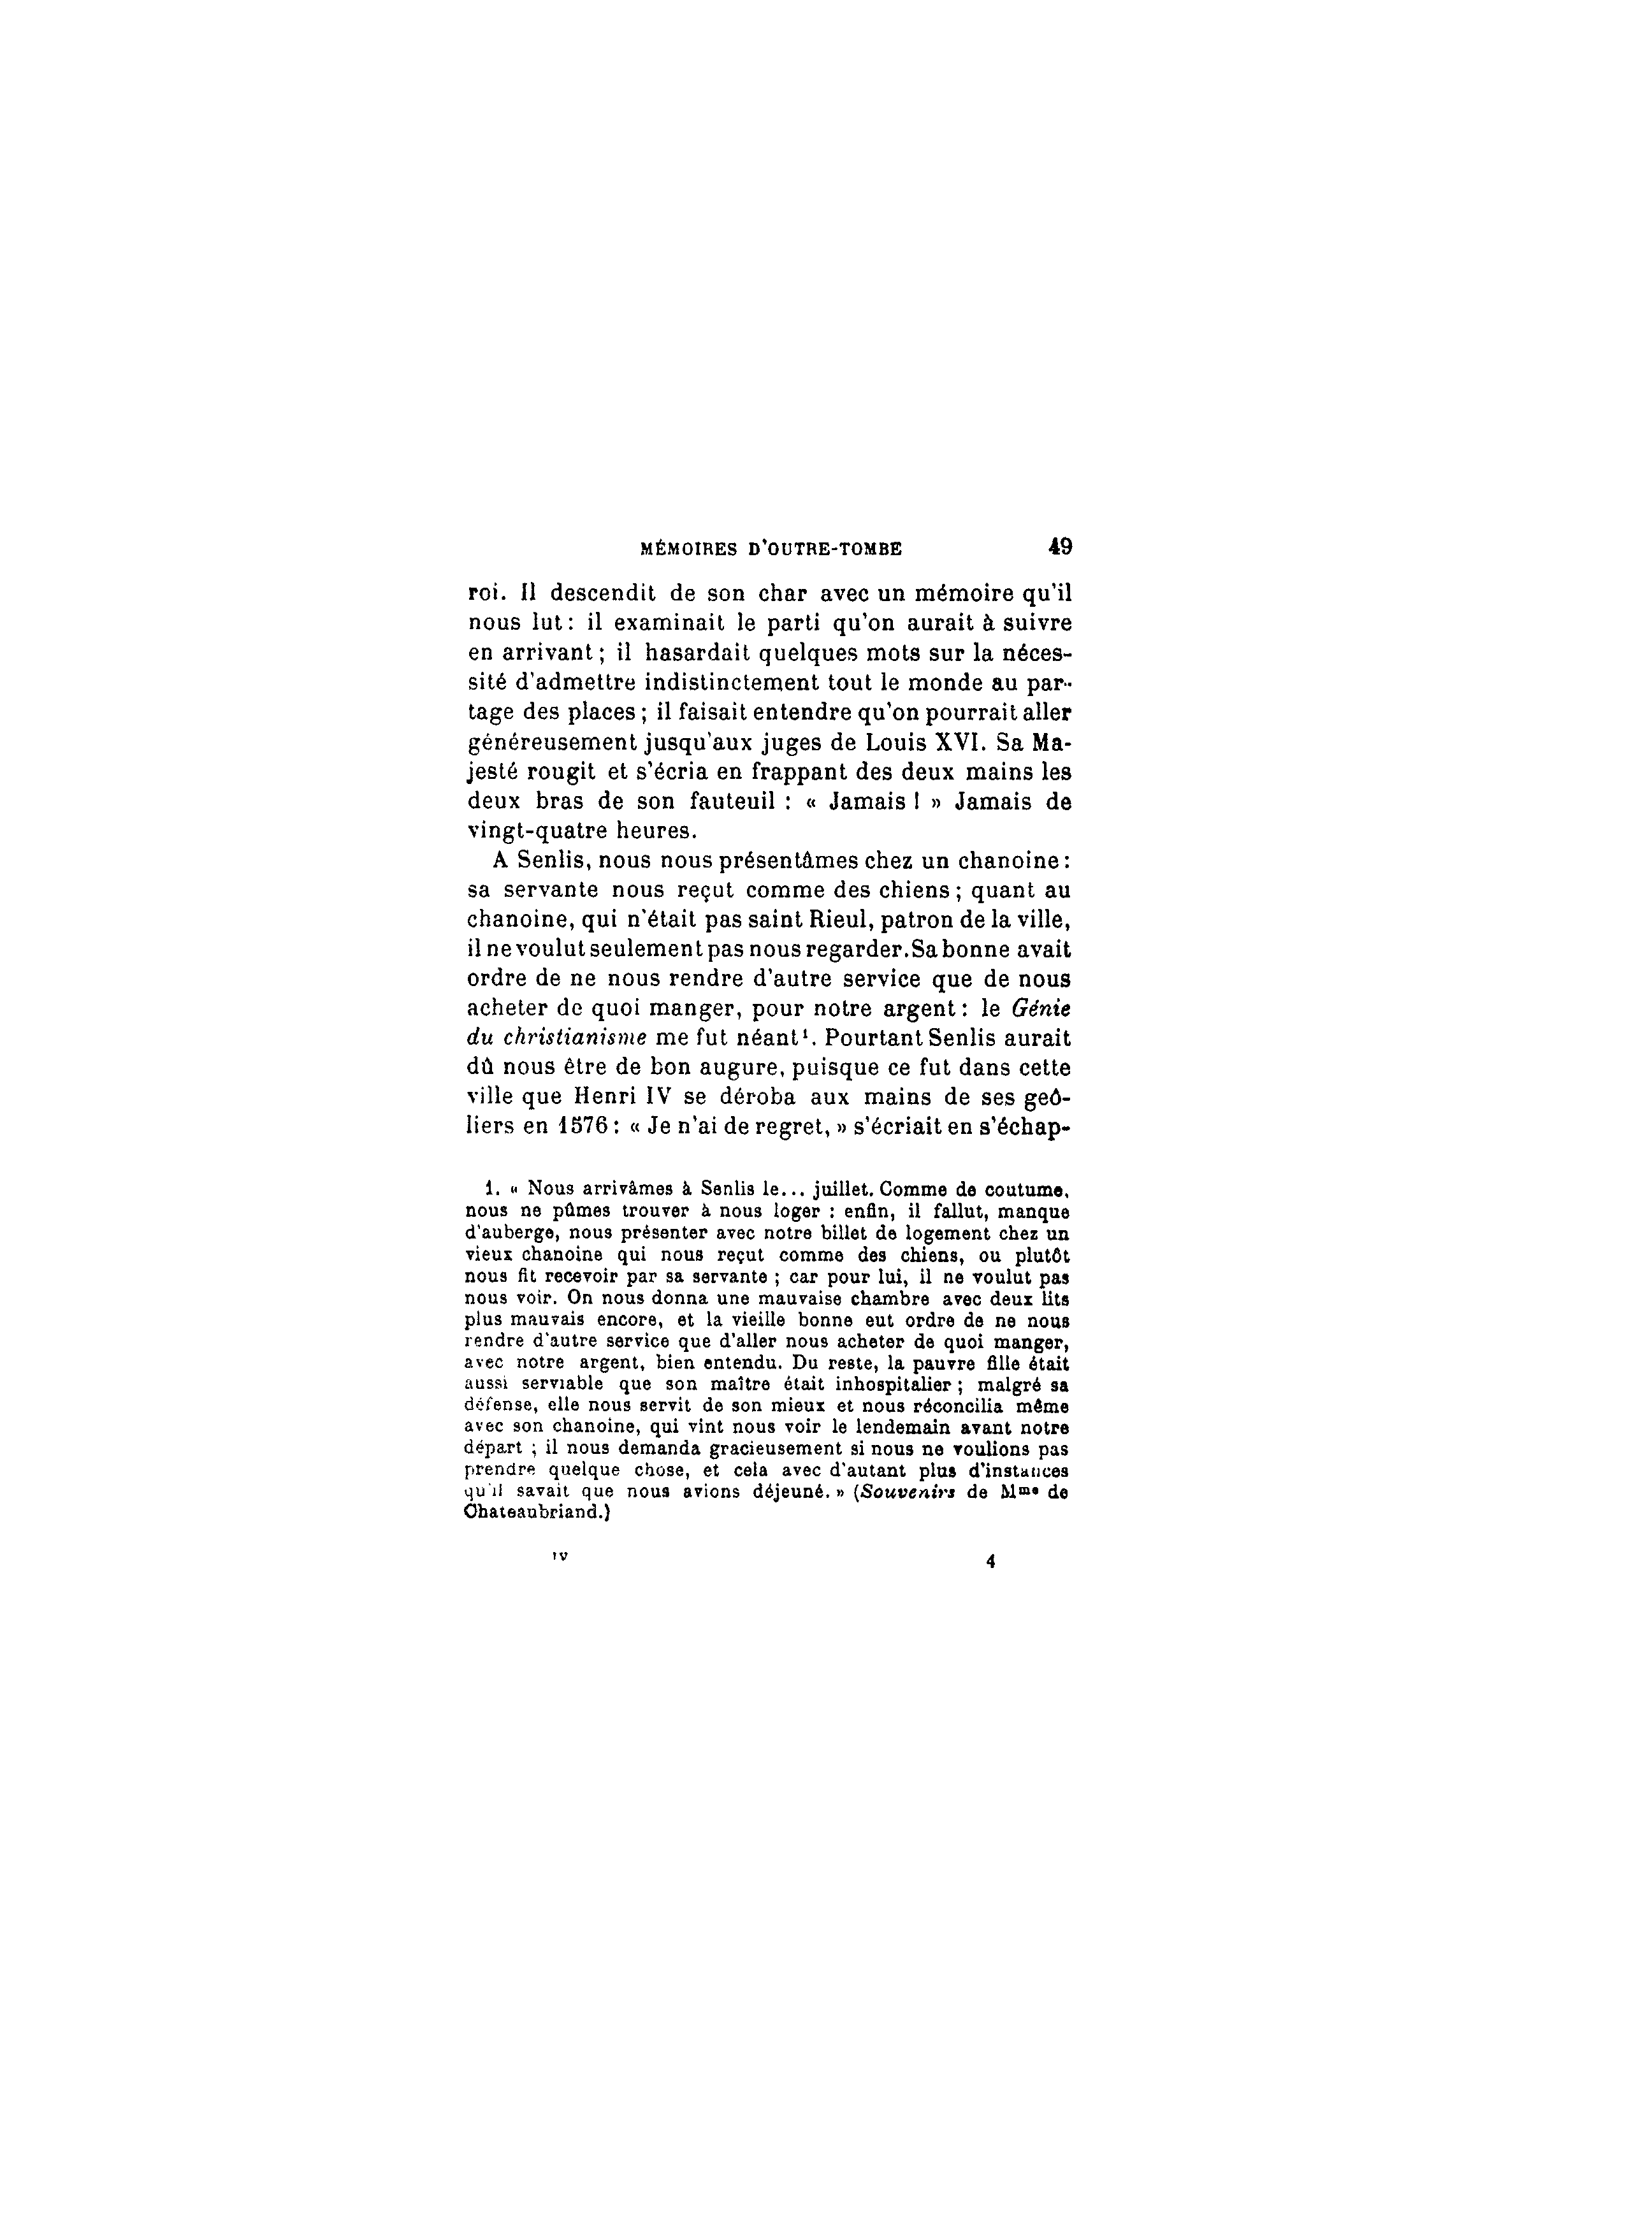 MÉMOIRES D'OUTRE-TOMBE 49
roi. Il descendit de son char avec un mémoire qu'il
nous lut : il examinait le parti qu'on aurait à suivre
en arrivant ; il hasardait quelques mots sur la néces-
sité d'admettre indistinctement tout le monde au par-
tage des places ; il faisait entendre qu'on pourrait aller
généreusement jusqu'aux juges de Louis XVI. Sa Ma-
jesté rougit et s'écria en frappant des deux mains les
deux bras de son fauteuil : « Jamais ! » Jamais de
vingt-quatre heures.
A Senlis, nous nous présentâmes chez un chanoine :
sa servante nous reçut comme des chiens ; quant au
chanoine, qui n'était pas saint Rieul, patron de la ville,
il ne voulut seulement pas nous regarder. Sa bonne avait
ordre de ne nous rendre d'autre service que de nous
acheter de quoi manger, pour notre argent : le Génie
du christianisme me fut néant¹. Pourtant Senlis aurait
dû nous être de bon augure, puisque ce fut dans cette
ville que Henri IV se déroba aux mains de ses geô-
liers en 1576 : « Je n'ai de regret, » s'écriait en s'échap-
1. « Nous arrivâmes à Senlis le... juillet. Comme de coutume,
nous ne pûmes trouver à nous loger : enfin, il fallut, manque
d'auberge, nous présenter avec notre billet de logement chez un
vieux chanoine qui nous reçut comme des chiens, ou plutôt
nous fit recevoir par sa servante ; car pour lui, il ne voulut pas
nous voir. On nous donna une mauvaise chambre avec deux lits
plus mauvais encore, et la vieille bonne eut ordre de ne nous
rendre d'autre service que d'aller nous acheter de quoi manger,
avec notre argent, bien entendu. Du reste, la pauvre fille était
aussi serviable que son maître était inhospitalier ; malgré sa
défense, elle nous servit de son mieux et nous réconcilia même
avec son chanoine, qui vint nous voir le lendemain avant notre
départ ; il nous demanda gracieusement si nous ne voulions pas
prendre quelque chose, et cela avec d'autant plus d'instances
qu'il savait que nous avions déjeuné. » (Souvenirs de Mᵐᵉ de
Chateaubriand.)
IV 4